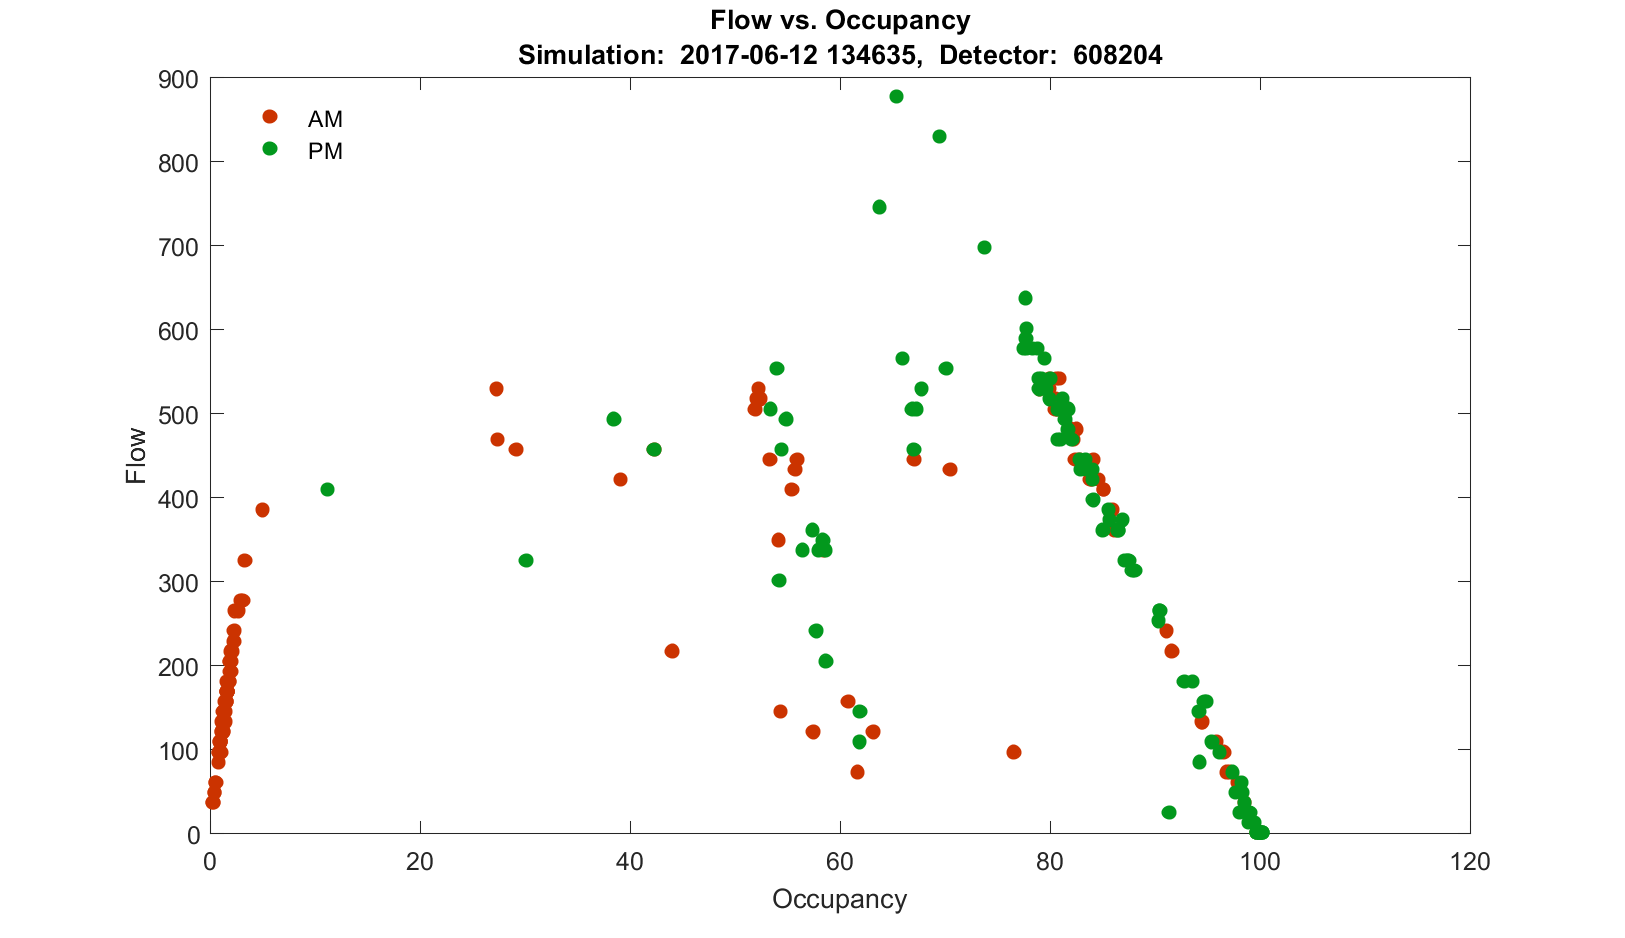 Flow vs. Occupancy
Simulation:  2017-06-12 134635,  Detector:  608204
AM
PM
900
800
700
600
500
400
300
200
100
0
Flow
0 20 40 60 80 100 120
Occupancy